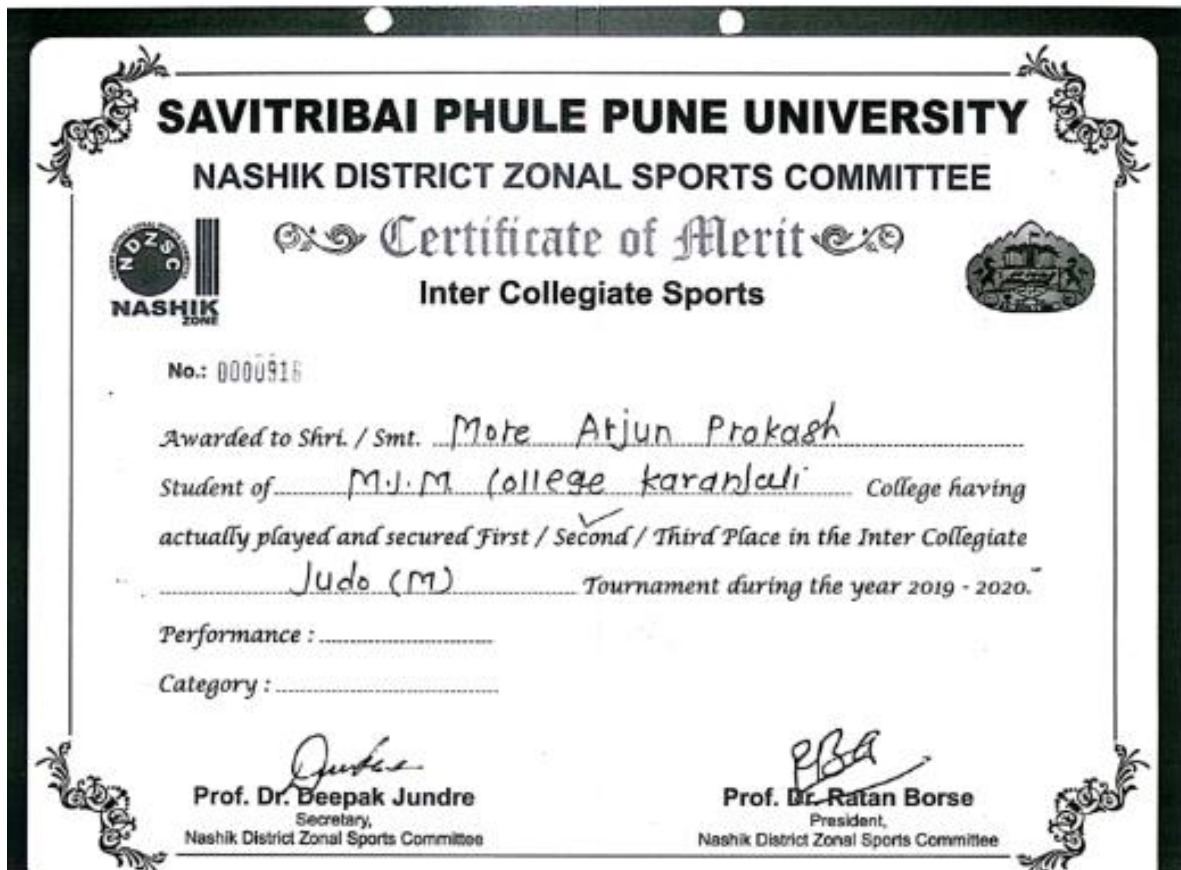 SAVITRIBAI PHULE PUNE UNIVERSITY
NASHIK DISTRICT ZONAL SPORTS COMMITTEE
Certificate of Merit
Inter Collegiate Sports
NDZSC
NASHIK
ZONE
No.: 0000916
Awarded to Shri. / Smt. More Arjun Prakash
Student of M.J.M College Karanjali College having
actually played and secured First / Second / Third Place in the Inter Collegiate
Judo (M) Tournament during the year 2019 - 2020.
Performance :
Category :
Prof. Dr. Deepak Jundre
Secretary,
Nashik District Zonal Sports Committee
Prof. Dr. Ratan Borse
President,
Nashik District Zonal Sports Committee